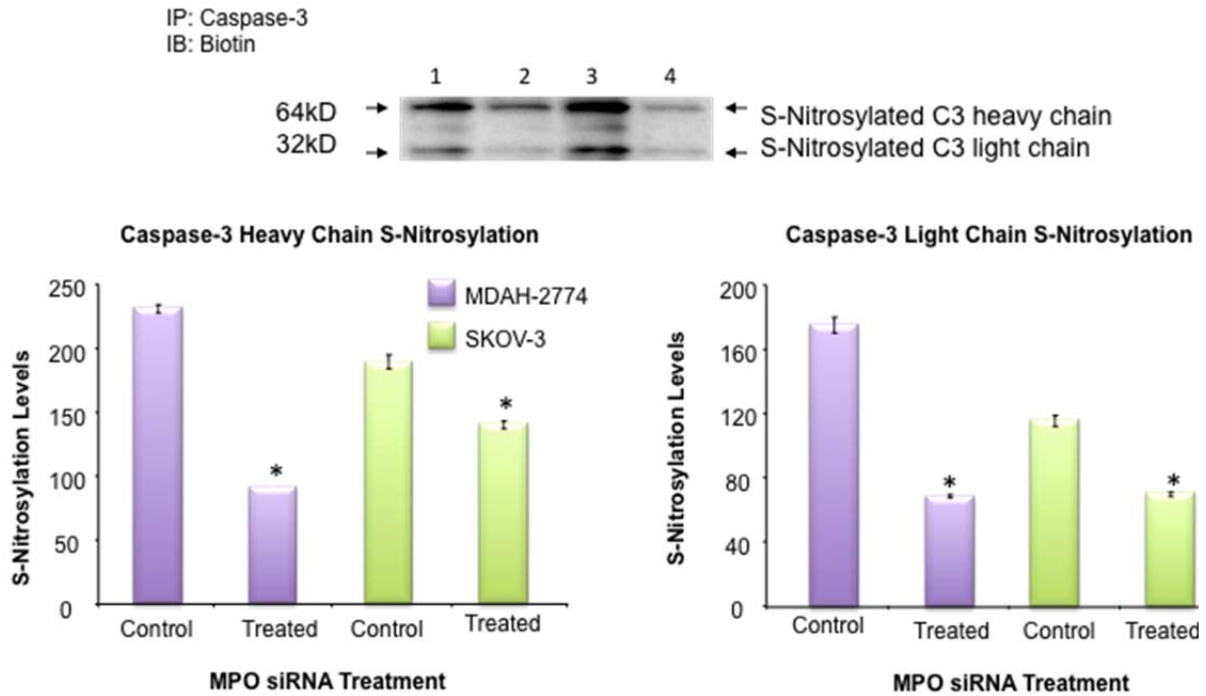 IP: Caspase-3
IB: Biotin
1 2 3 4
64kD
S-Nitrosylated C3 heavy chain
32kD
S-Nitrosylated C3 light chain
Caspase-3 Heavy Chain S-Nitrosylation
S-Nitrosylation Levels
250
200
150
100
50
0
MDAH-2774
SKOV-3
*
*
Control Treated Control Treated
MPO siRNA Treatment
Caspase-3 Light Chain S-Nitrosylation
S-Nitrosylation Levels
200
160
120
80
40
0
*
*
Control Treated Control Treated
MPO siRNA Treatment